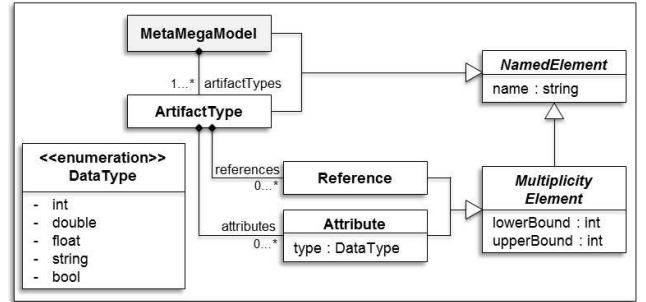 MetaMegaModel
1...* artifactTypes
ArtifactType
NamedElement
name : string
<<enumeration>>
DataType
- int
- double
- float
- string
- bool
references
0...*
Reference
attributes
0...*
Attribute
type : DataType
Multiplicity
Element
lowerBound : int
upperBound : int